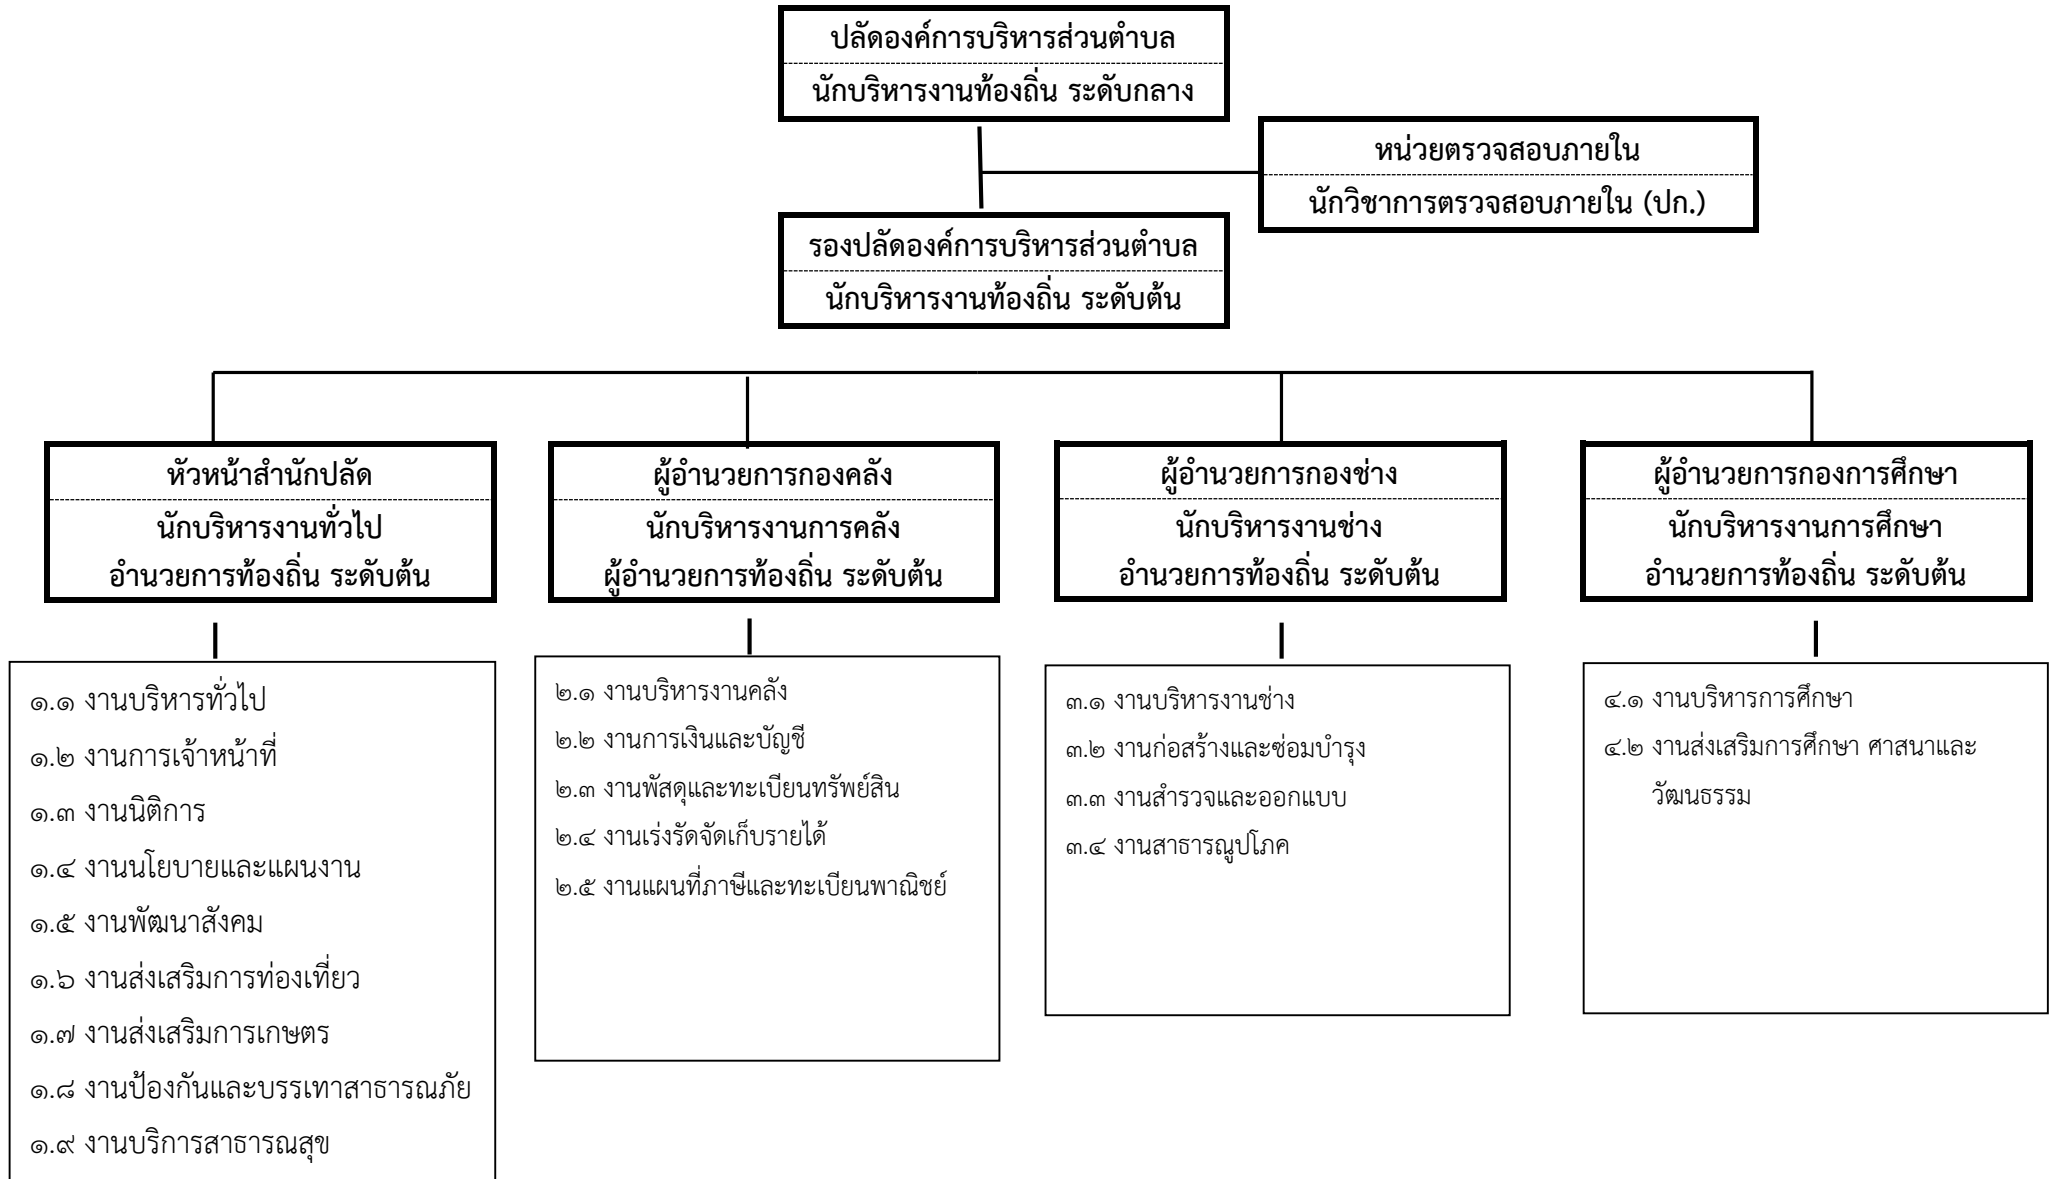 ปลัดองค์การบริหารส่วนตำบล
นักบริหารงานท้องถิ่น ระดับกลาง
หน่วยตรวจสอบภายใน
นักวิชาการตรวจสอบภายใน (ปก.)
รองปลัดองค์การบริหารส่วนตำบล
นักบริหารงานท้องถิ่น ระดับต้น
หัวหน้าสำนักปลัด
นักบริหารงานทั่วไป
อำนวยการท้องถิ่น ระดับต้น
ผู้อำนวยการกองคลัง
นักบริหารงานการคลัง
ผู้อำนวยการท้องถิ่น ระดับต้น
ผู้อำนวยการกองช่าง
นักบริหารงานช่าง
อำนวยการท้องถิ่น ระดับต้น
ผู้อำนวยการกองการศึกษา
นักบริหารงานการศึกษา
อำนวยการท้องถิ่น ระดับต้น
๑.๑ งานบริหารทั่วไป
๑.๒ งานการเจ้าหน้าที่
๑.๓ งานนิติการ
๑.๔ งานนโยบายและแผนงาน
๑.๕ งานพัฒนาสังคม
๑.๖ งานส่งเสริมการท่องเที่ยว
๑.๗ งานส่งเสริมการเกษตร
๑.๘ งานป้องกันและบรรเทาสาธารณภัย
๑.๙ งานบริการสาธารณสุข
๒.๑ งานบริหารงานคลัง
๒.๒ งานการเงินและบัญชี
๒.๓ งานพัสดุและทะเบียนทรัพย์สิน
๒.๔ งานเร่งรัดจัดเก็บรายได้
๒.๕ งานแผนที่ภาษีและทะเบียนพาณิชย์
๓.๑ งานบริหารงานช่าง
๓.๒ งานก่อสร้างและซ่อมบำรุง
๓.๓ งานสำรวจและออกแบบ
๓.๔ งานสาธารณูปโภค
๔.๑ งานบริหารการศึกษา
๔.๒ งานส่งเสริมการศึกษา ศาสนาและ
วัฒนธรรม